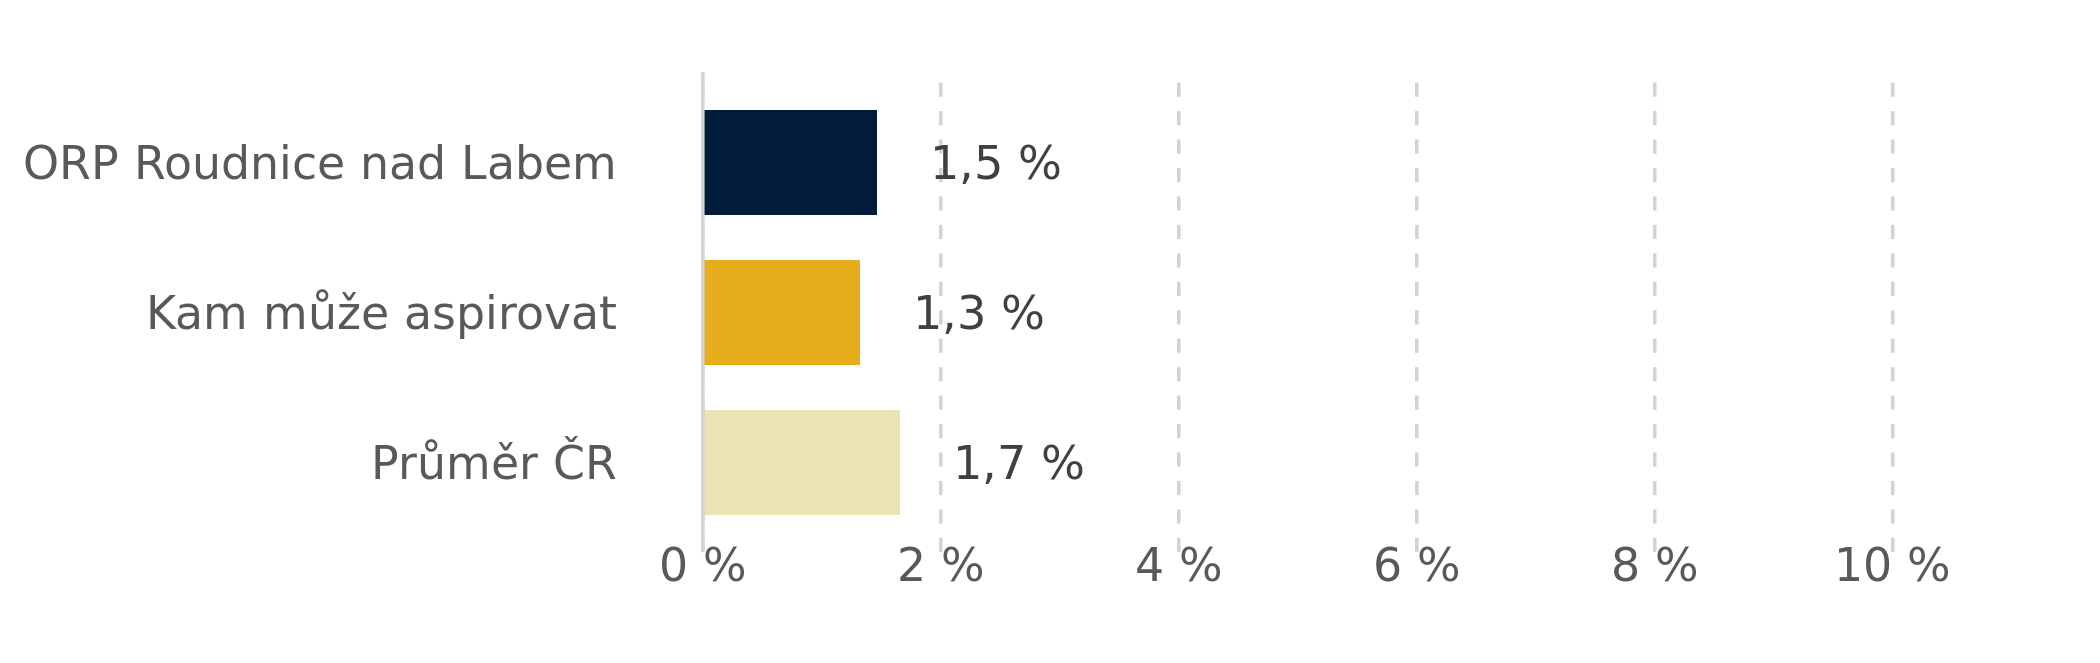 ORP Roudnice nad Labem 1,5 %
Kam může aspirovat 1,3 %
Průměr ČR 1,7 %
0 % 2 % 4 % 6 % 8 % 10 %